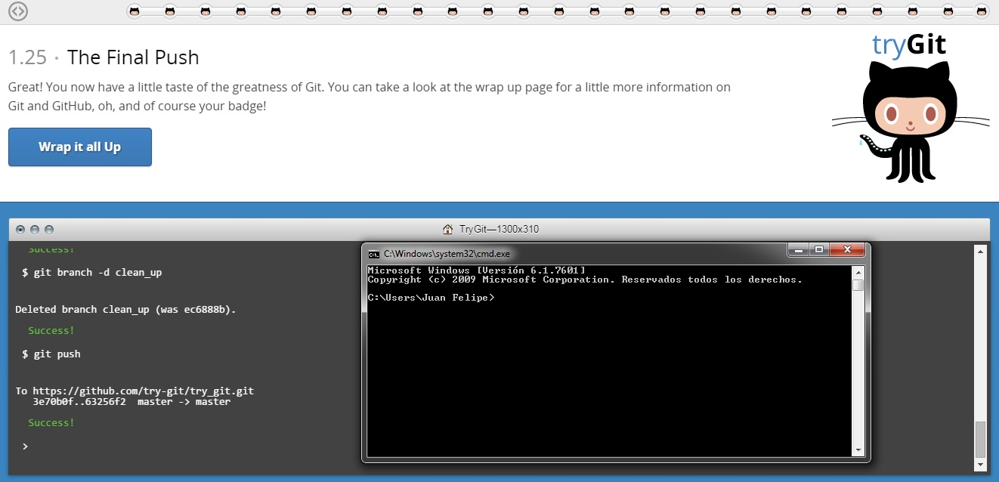 tryGit
1.25 · The Final Push
Great! You now have a little taste of the greatness of Git. You can take a look at the wrap up page for a little more information on
Git and GitHub, oh, and of course your badge!
Wrap it all Up
TryGit—1300x310
Success!
$ git branch -d clean_up
Deleted branch clean_up (was ec6888b).
Success!
$ git push
To https://github.com/try-git/try_git.git
3e70b0f..63256f2 master -> master
Success!
>
C:\Windows\system32\cmd.exe
Microsoft Windows [Versión 6.1.7601]
Copyright (c) 2009 Microsoft Corporation. Reservados todos los derechos.
C:\Users\Juan Felipe>